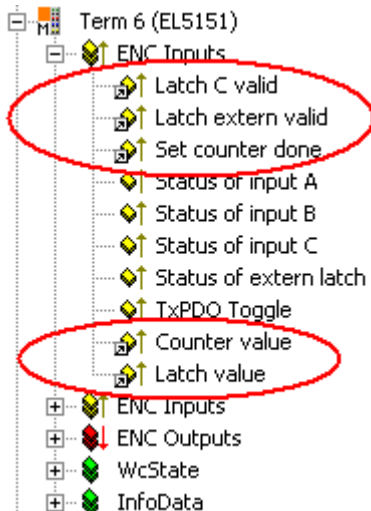 Term 6 (EL5151)
ENC Inputs
Latch C valid
Latch extern valid
Set counter done
Status of input A
Status of input B
Status of input C
Status of extern latch
TxPDO Toggle
Counter value
Latch value
ENC Inputs
ENC Outputs
WcState
InfoData